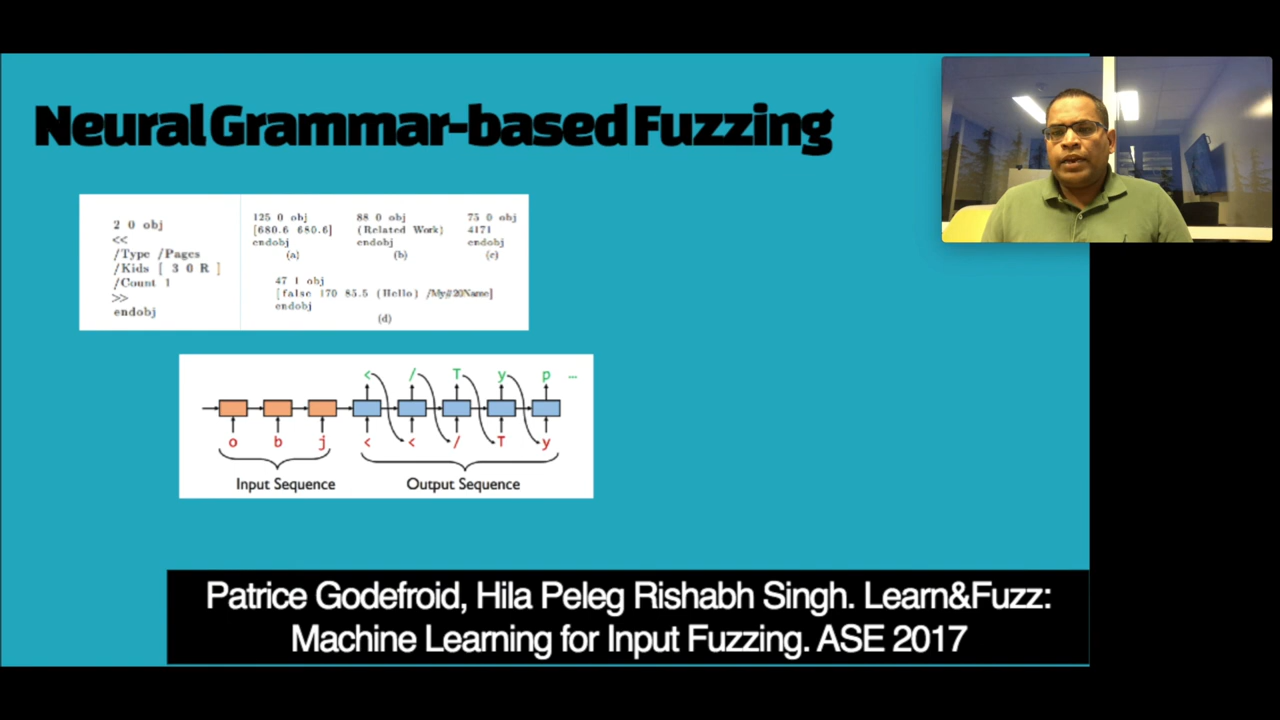 Neural Grammar-based Fuzzing
2 0 obj
<<
/Type /Pages
/Kids [ 3 0 R ]
/Count 1
>>
endobj
125 0 obj
[680.6 680.6]
endobj
(a)
88 0 obj
(Related Work)
endobj
(b)
75 0 obj
4171
endobj
(c)
47 1 obj
[false 170 85.5 (Hello) /My#20Name]
endobj
(d)
< / T y p ...
o b j < < / T y
Input Sequence Output Sequence
Patrice Godefroid, Hila Peleg Rishabh Singh. Learn&Fuzz:
Machine Learning for Input Fuzzing. ASE 2017